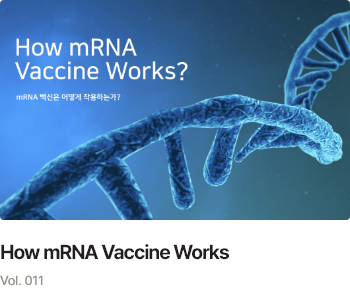 How mRNA
Vaccine Works?
mRNA 백신은 어떻게 작용하는가?
How mRNA Vaccine Works
Vol. 011